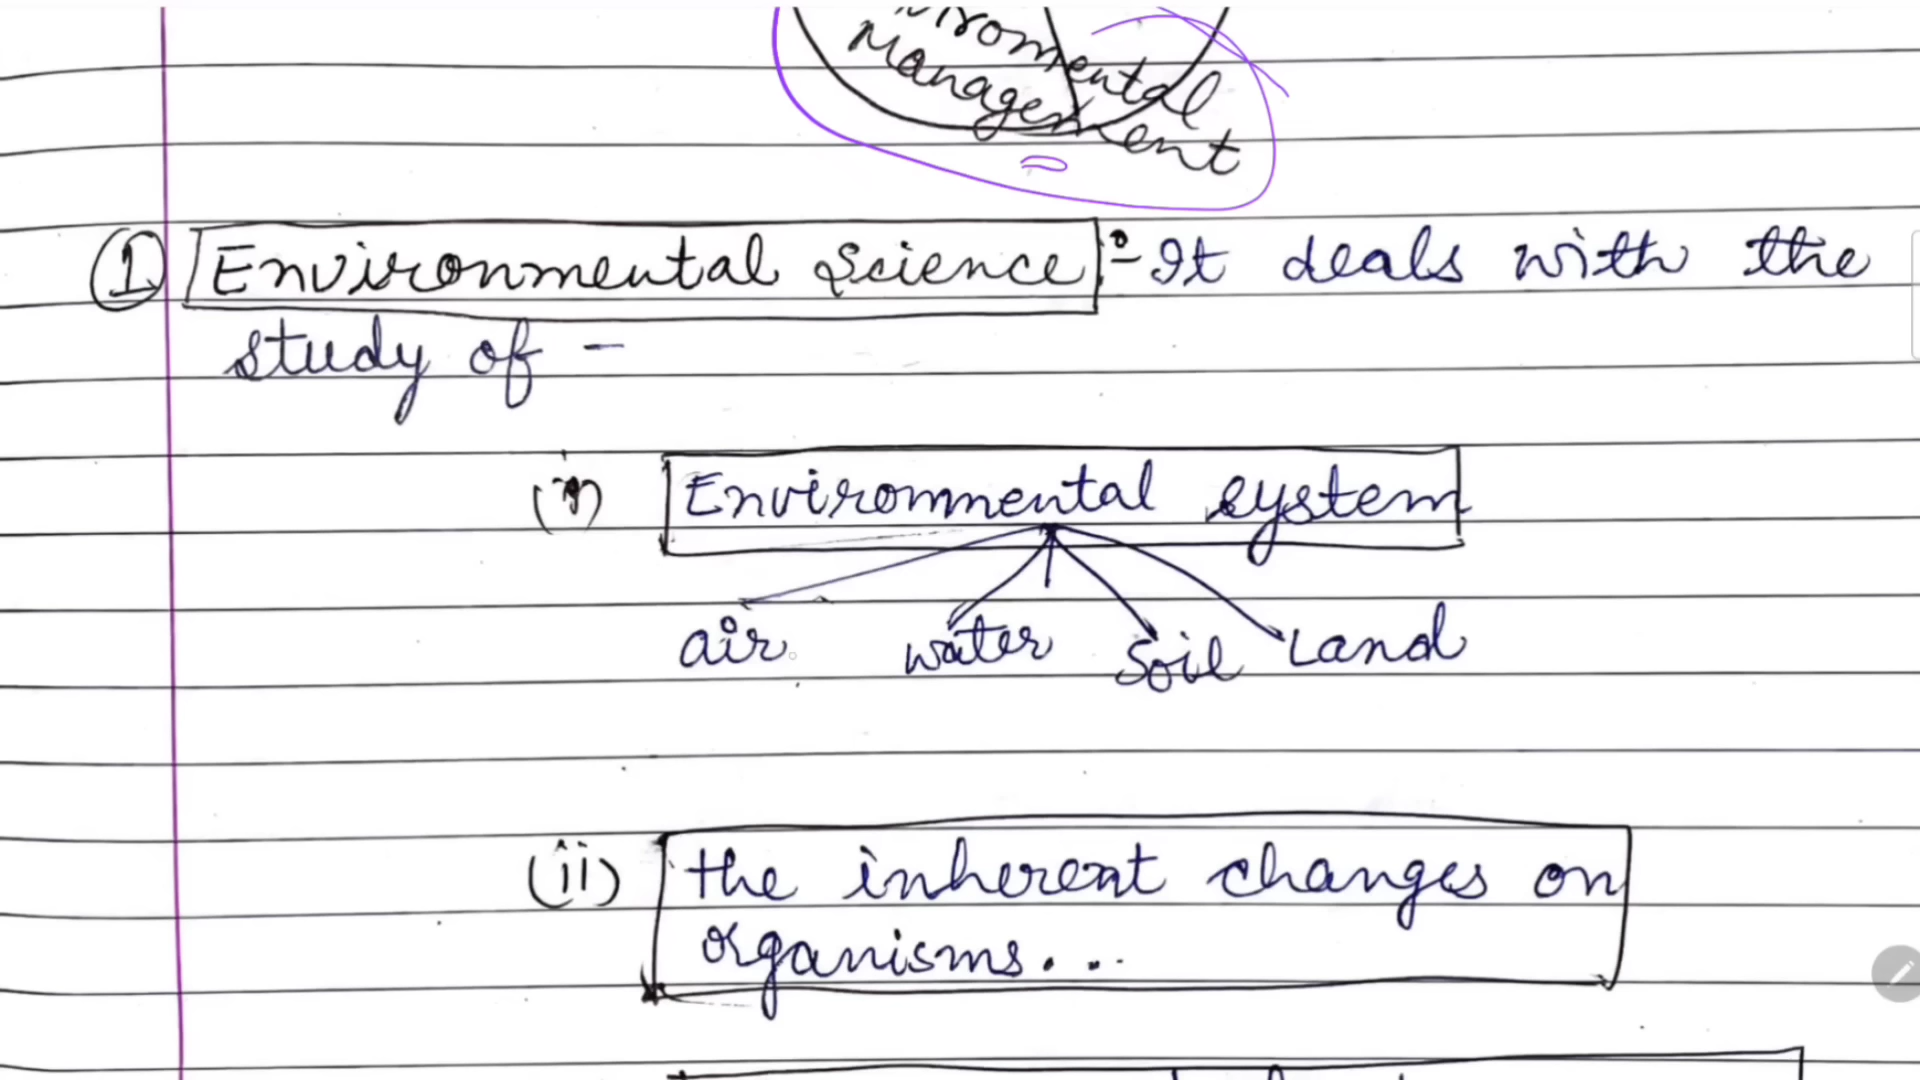 Management
① Environmental Science :- It deals with the
study of -
(i) Environmental system
air water Soil Land
(ii) the inherent changes on
organisms...